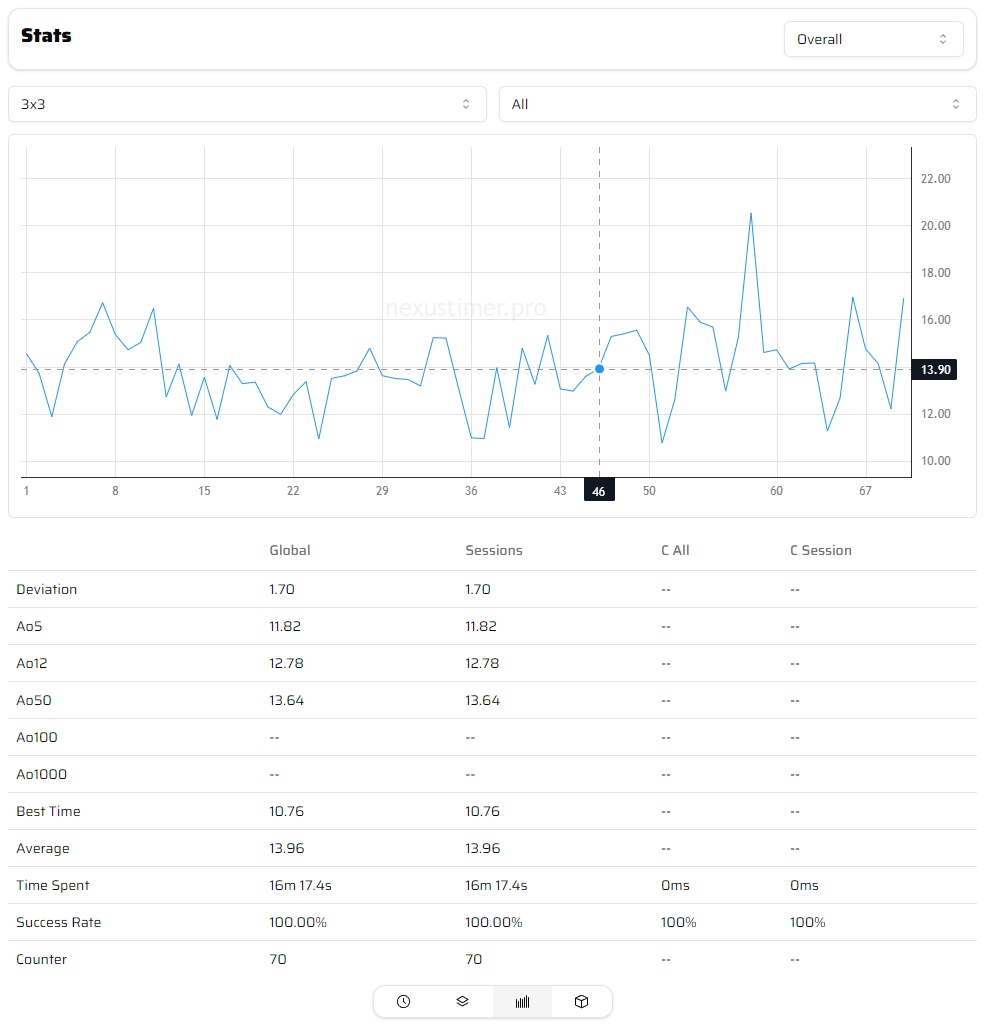 Stats
Overall
3x3
All
nexustimer.pro
22.00
20.00
18.00
16.00
13.90
12.00
10.00
1 8 15 22 29 36 43 46 50 60 67
Global Sessions C All C Session
Deviation 1.70 1.70 -- --
Ao5 11.82 11.82 -- --
Ao12 12.78 12.78 -- --
Ao50 13.64 13.64 -- --
Ao100 -- -- -- --
Ao1000 -- -- -- --
Best Time 10.76 10.76 -- --
Average 13.96 13.96 -- --
Time Spent 16m 17.4s 16m 17.4s 0ms 0ms
Success Rate 100.00% 100.00% 100% 100%
Counter 70 70 -- --